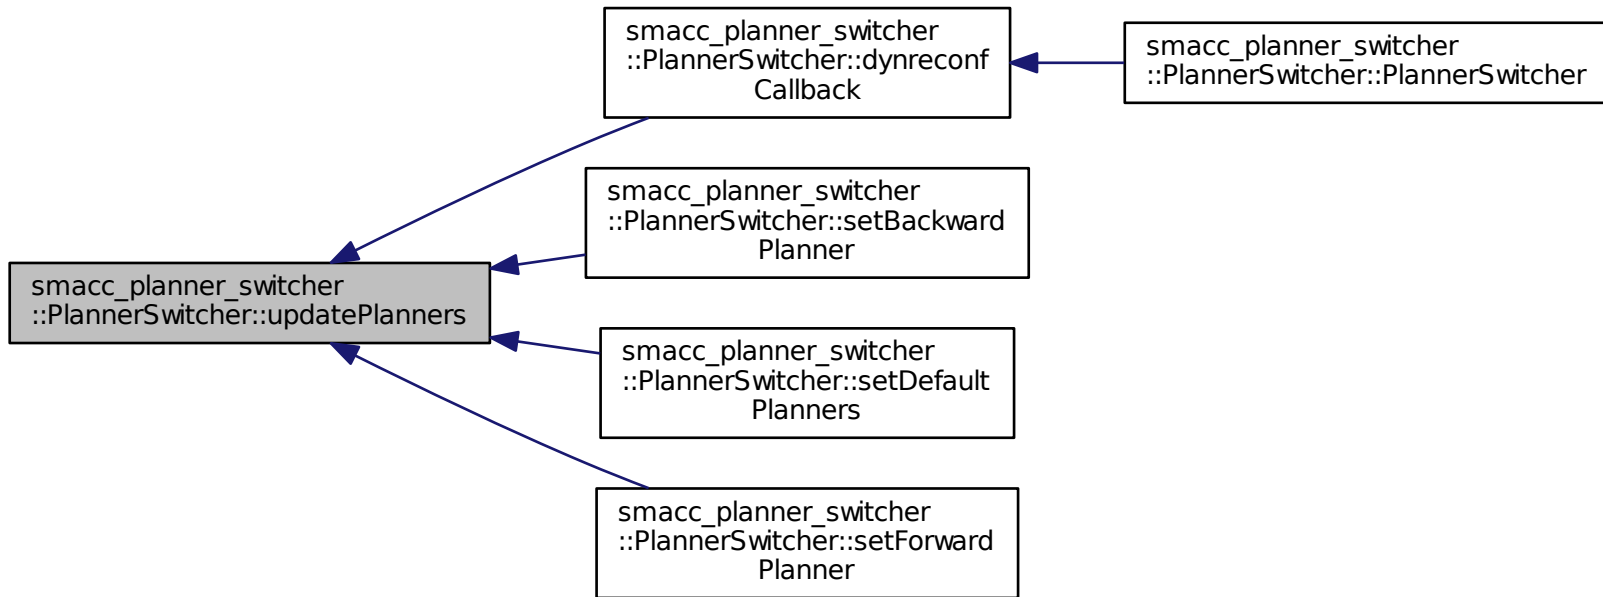 smacc_planner_switcher
::PlannerSwitcher::dynreconf
Callback
smacc_planner_switcher
::PlannerSwitcher::PlannerSwitcher
smacc_planner_switcher
::PlannerSwitcher::setBackward
Planner
smacc_planner_switcher
::PlannerSwitcher::updatePlanners
smacc_planner_switcher
::PlannerSwitcher::setDefault
Planners
smacc_planner_switcher
::PlannerSwitcher::setForward
Planner